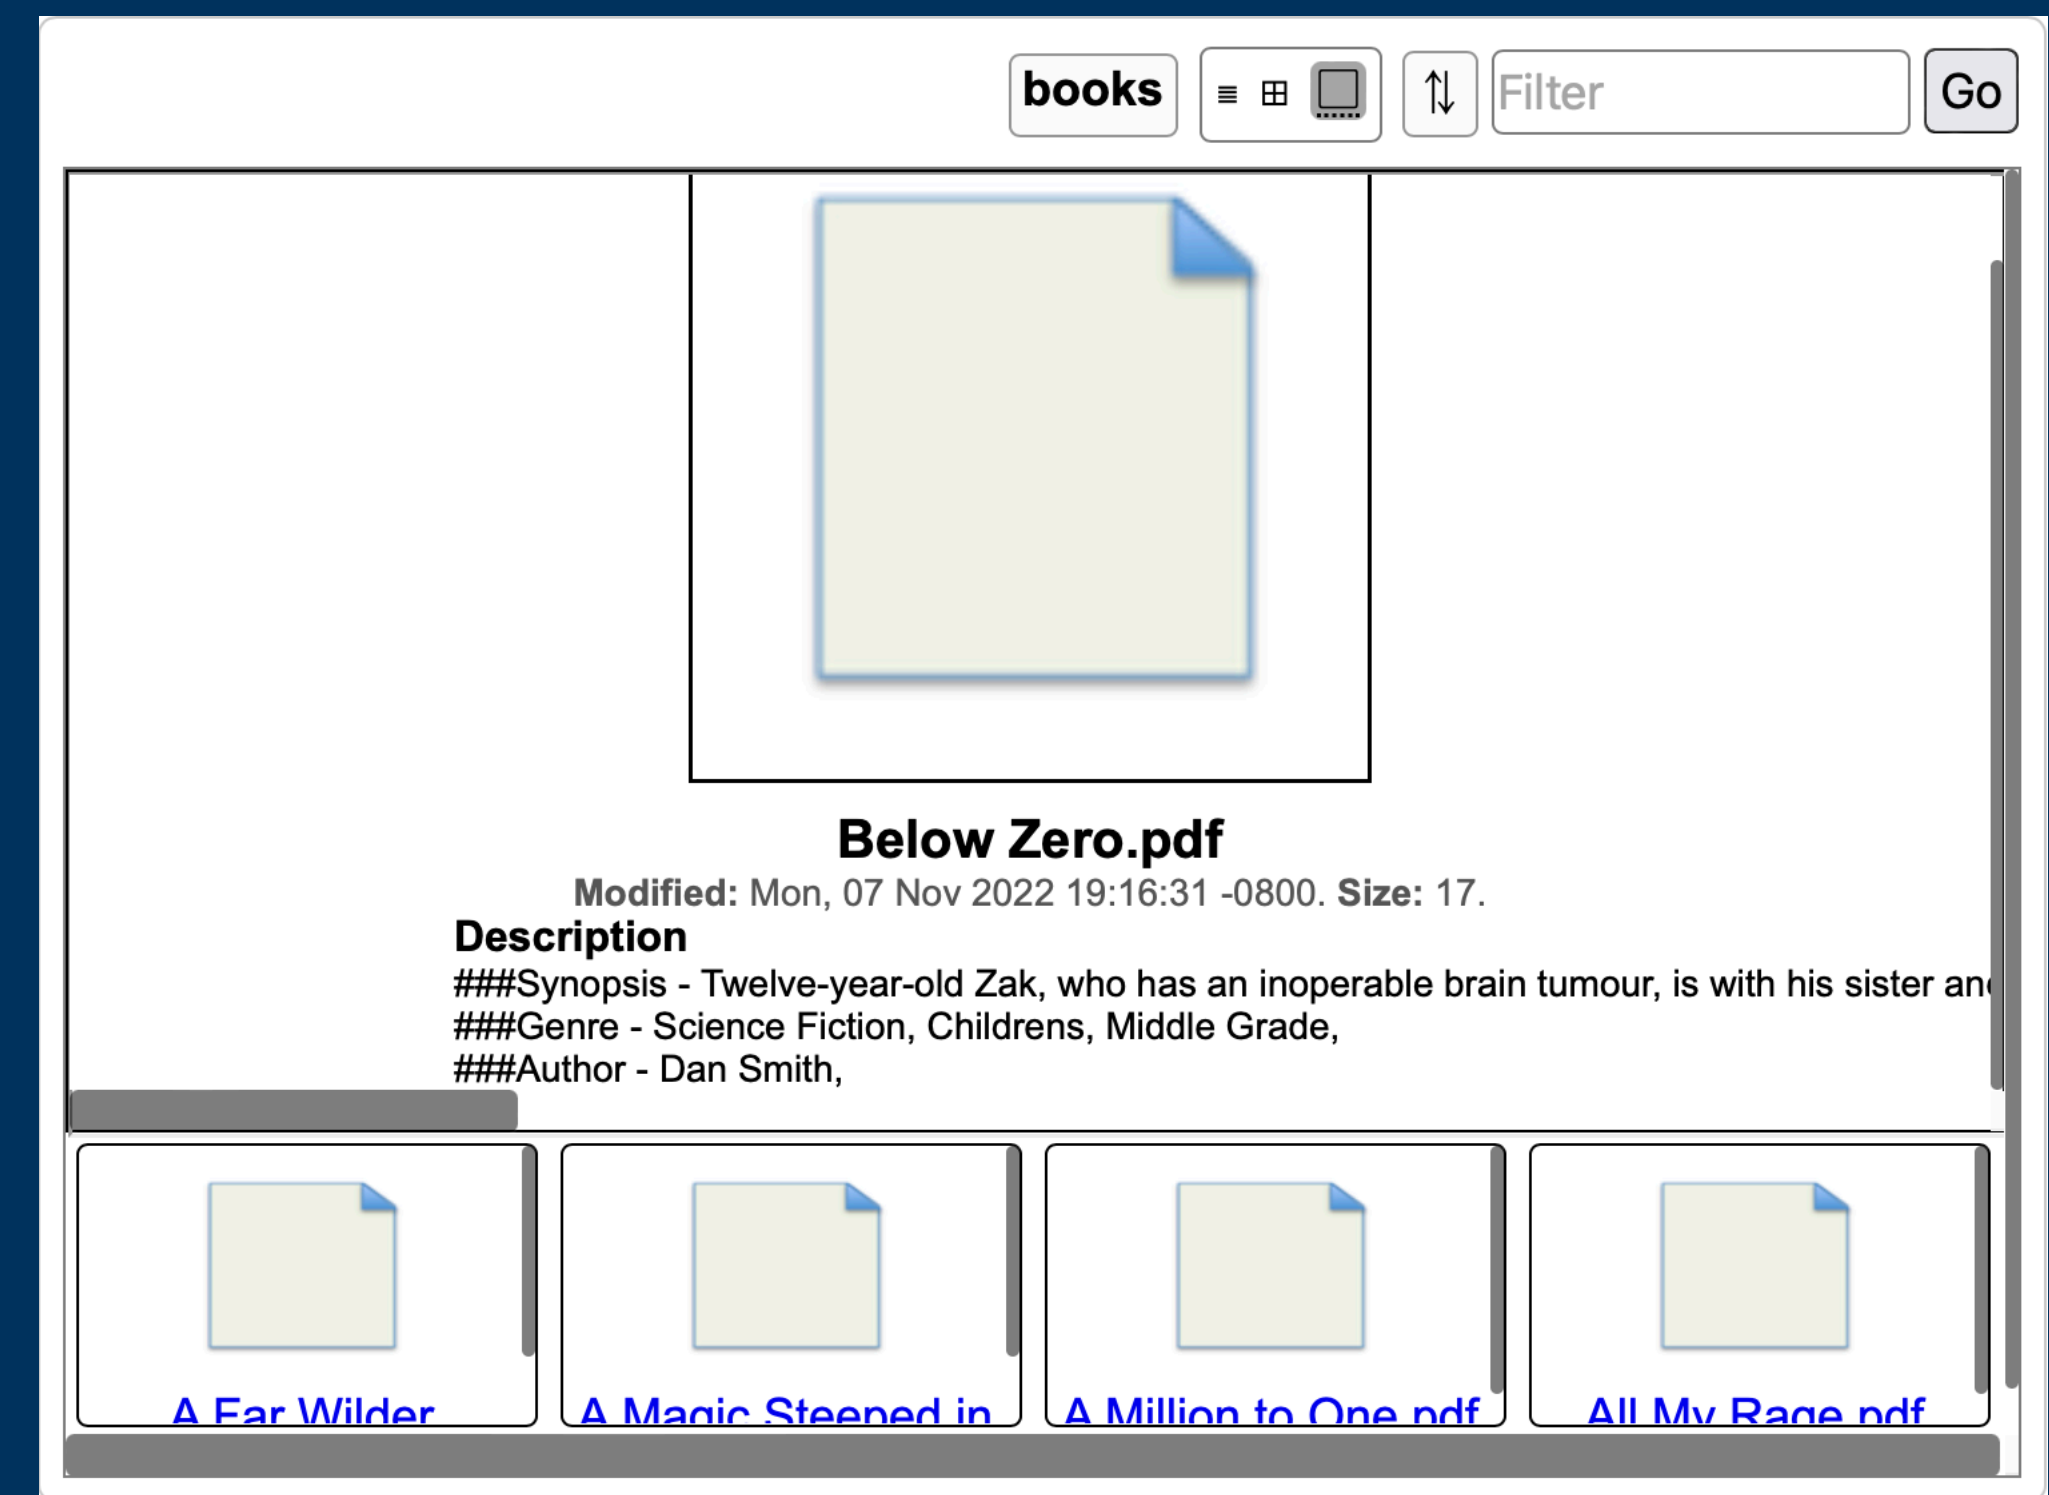 books
Filter
Go
Below Zero.pdf
Modified: Mon, 07 Nov 2022 19:16:31 -0800. Size: 17.
Description
###Synopsis - Twelve-year-old Zak, who has an inoperable brain tumour, is with his sister and
###Genre - Science Fiction, Childrens, Middle Grade,
###Author - Dan Smith,
A Far Wilder
A Magic Steeped in
A Million to One.pdf
All My Rage.pdf